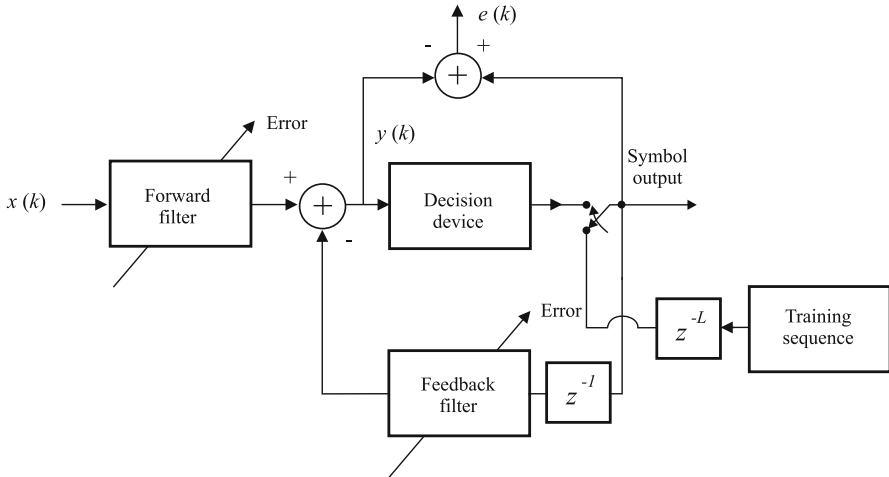 e (k)
- +
+
Error
y (k)
Symbol
output
x (k)
Forward
filter
+
+
-
Decision
device
Error
z^-L
Training
sequence
Feedback
filter
z^-1